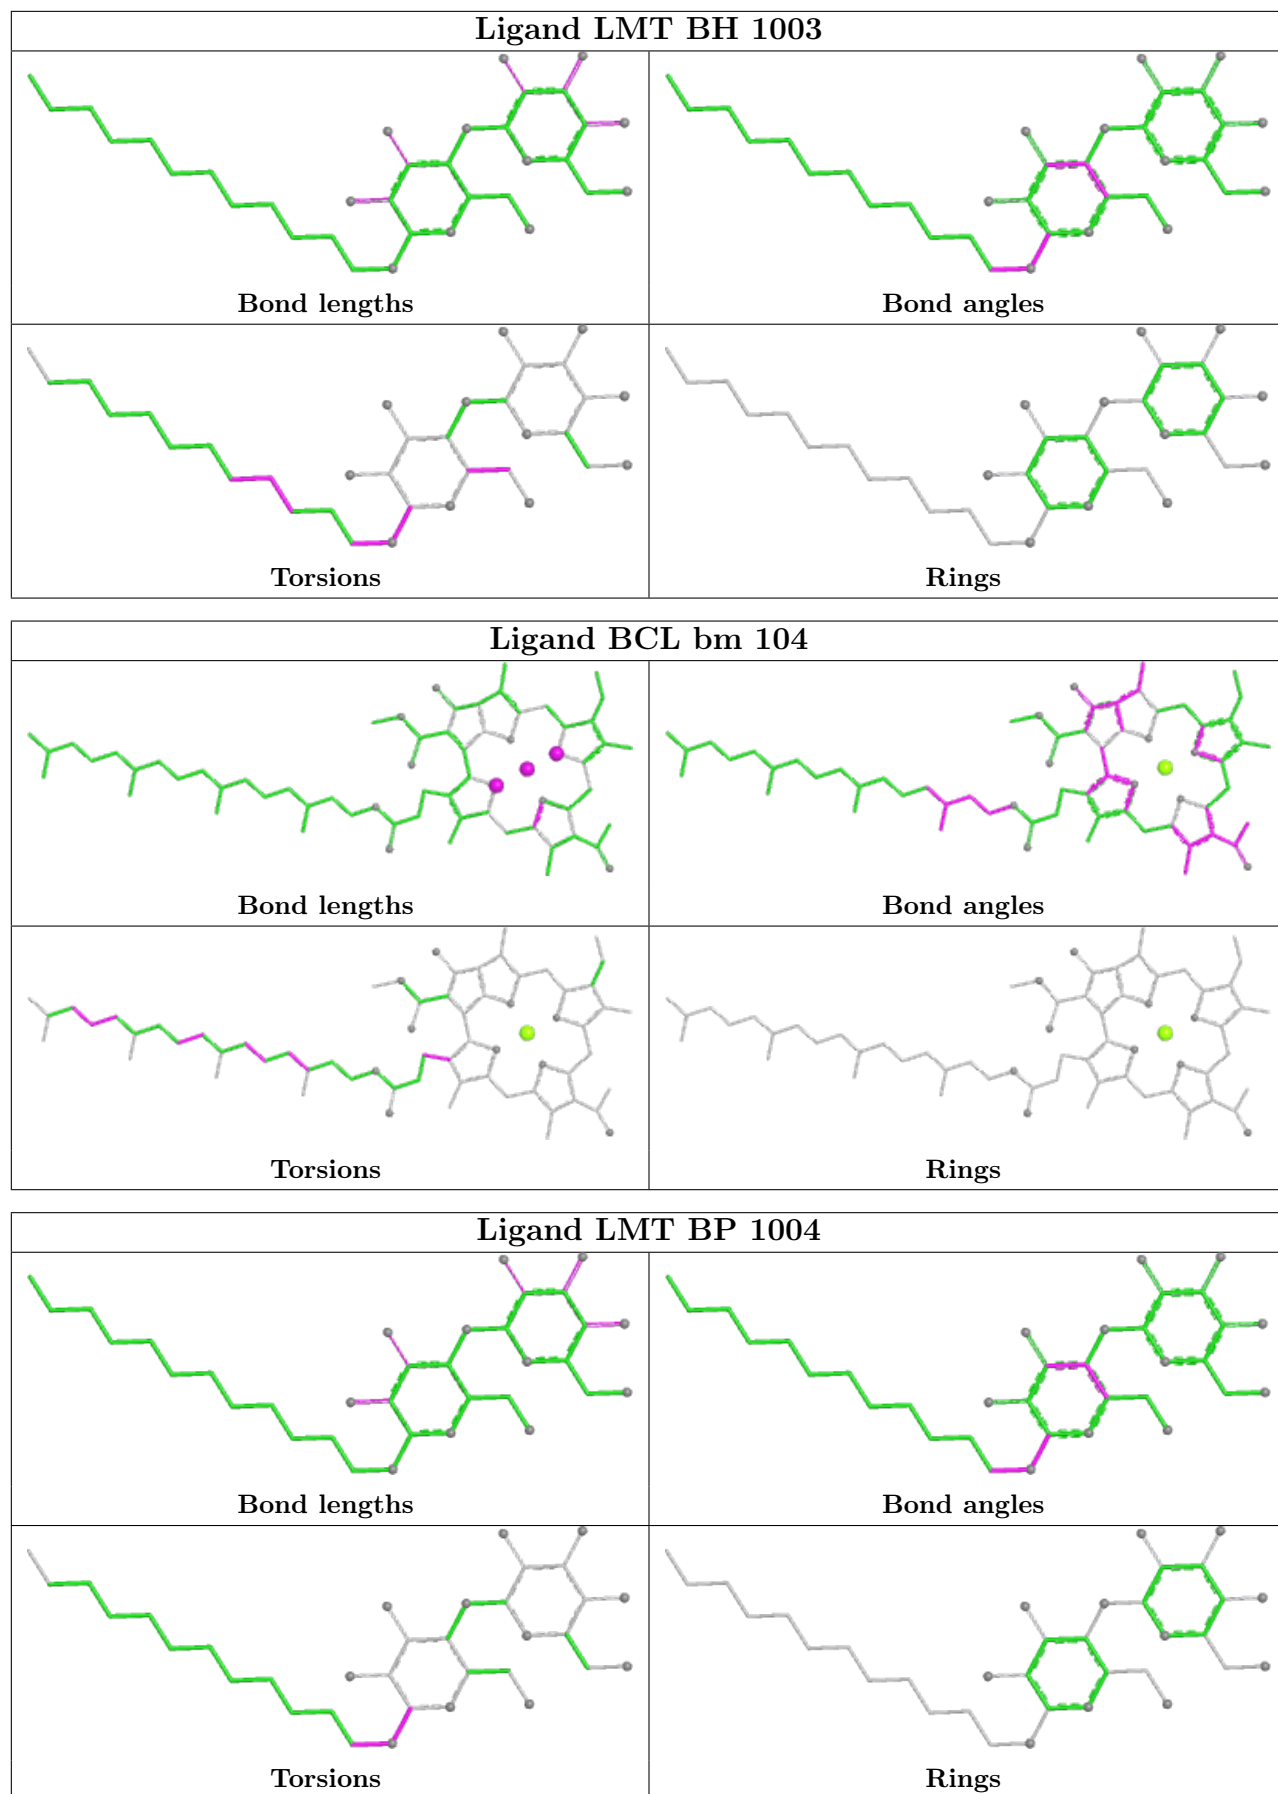 Ligand LMT BH 1003
Bond lengths
Bond angles
Torsions
Rings
Ligand BCL bm 104
Bond lengths
Bond angles
Torsions
Rings
Ligand LMT BP 1004
Bond lengths
Bond angles
Torsions
Rings